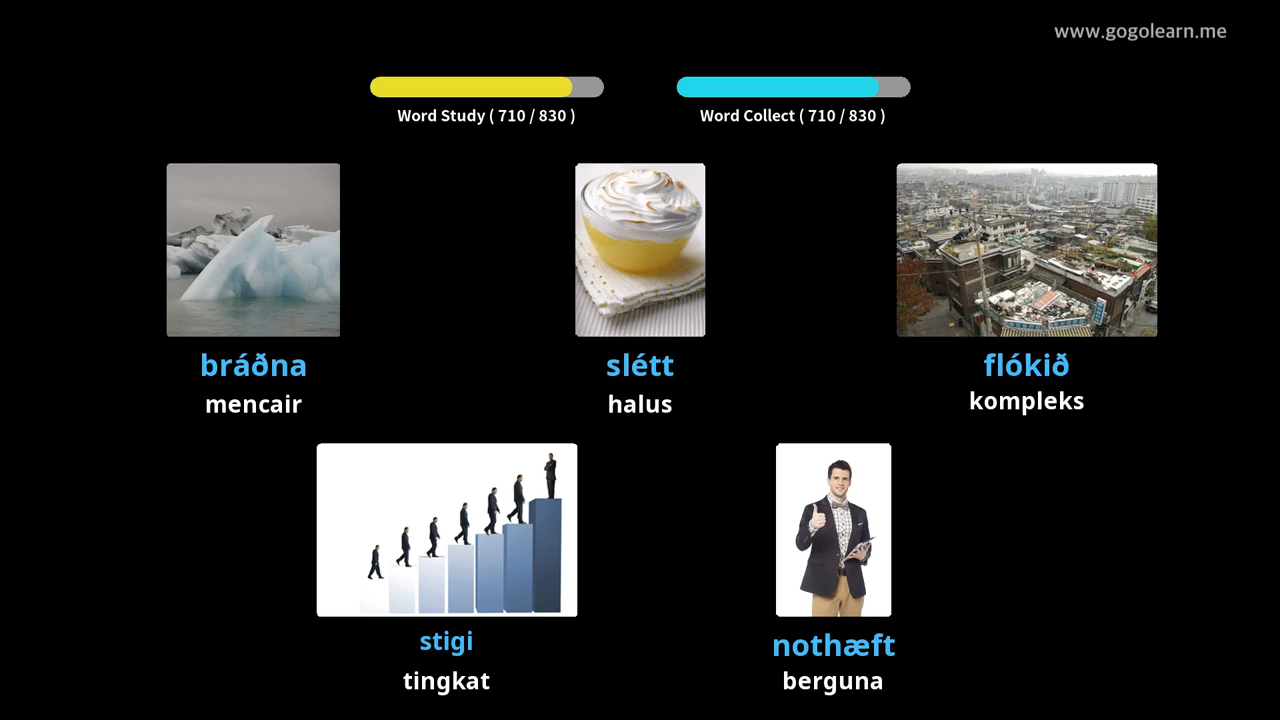 www.gogolearn.me
Word Study ( 710 / 830 )
Word Collect ( 710 / 830 )
bráðna
mencair
slétt
halus
flókið
kompleks
stigi
tingkat
nothæft
berguna